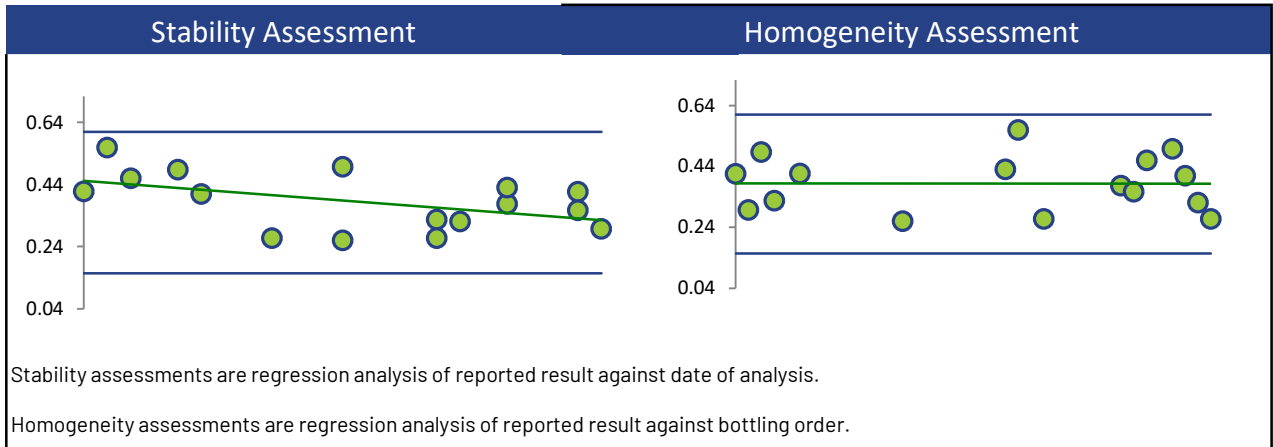 Stability Assessment
Homogeneity Assessment
0.64
0.44
0.24
0.04
0.64
0.44
0.24
0.04
Stability assessments are regression analysis of reported result against date of analysis.
Homogeneity assessments are regression analysis of reported result against bottling order.